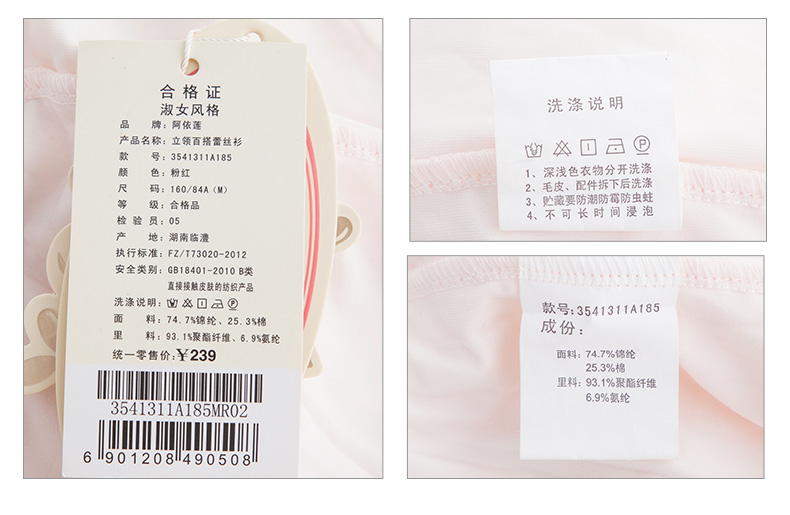 合格证
淑女风格
品 牌: 阿依莲
产品名称: 立领百搭蕾丝衫
款 号: 3541311A185
颜 色: 粉红
尺 码: 160/84A(M)
等 级: 合格品
检 验 员: 05
产 地: 湖南临澧
执行标准: FZ/T73020-2012
安全类别: GB18401-2010 B类
直接接触皮肤的纺织产品
洗涤说明:
面 料: 74.7%锦纶、25.3%棉
里 料: 93.1%聚酯纤维、6.9%氨纶
统一零售价:¥239
3541311A185MR02
6 901208 490508
洗涤说明
1、深浅色衣物分开洗涤
2、毛皮、配件拆下后洗涤
3、贮藏要防潮防霉防虫蛀
4、不可长时间浸泡
款号:3541311A185
成份:
面料: 74.7%锦纶
25.3%棉
里料: 93.1%聚酯纤维
6.9%氨纶